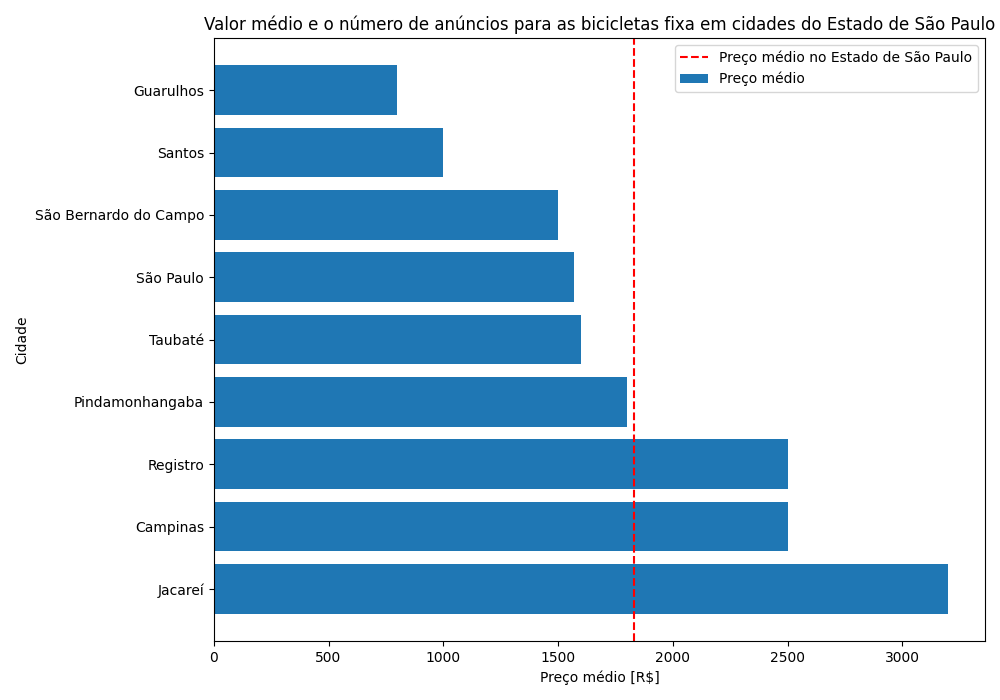 Valor médio e o número de anúncios para as bicicletas fixa em cidades do Estado de São Paulo
Preço médio no Estado de São Paulo
Preço médio
Cidade
Guarulhos
Santos
São Bernardo do Campo
São Paulo
Taubaté
Pindamonhangaba
Registro
Campinas
Jacareí
0 500 1000 1500 2000 2500 3000
Preço médio [R$]